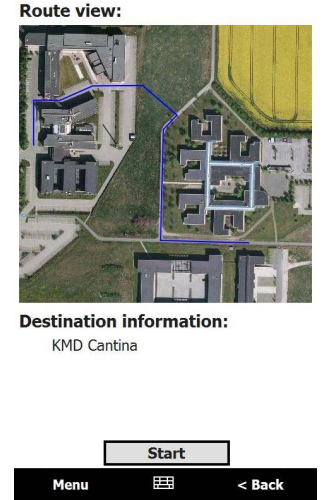 Route view:
Destination information:
KMD Cantina
Start
Menu
< Back